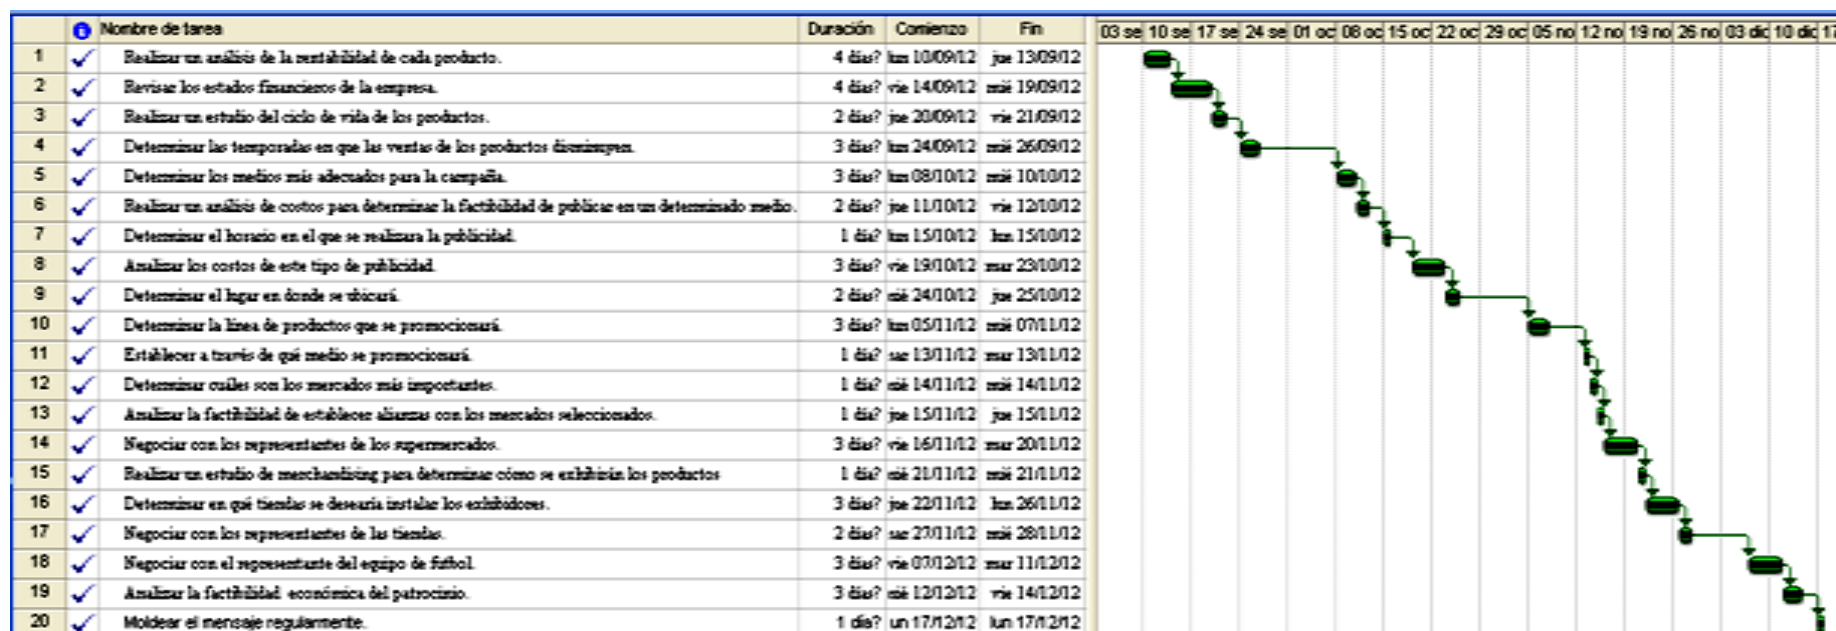 Nombre de tarea Duración Comienzo Fin 03 se 10 se 17 se 24 se 01 oc 08 oc 15 oc 22 oc 29 oc 05 no 12 no 19 no 26 no 03 dic 10 dic 17
1 Realizar un análisis de la rentabilidad de cada producto. 4 días? lun 10/09/12 jue 13/09/12
2 Revisar los estados financieros de la empresa. 4 días? vie 14/09/12 mié 19/09/12
3 Realizar un estudio del ciclo de vida de los productos. 2 días? jue 20/09/12 vie 21/09/12
4 Determinar las temporadas en que las ventas de los productos disminuyen. 3 días? lun 24/09/12 mié 26/09/12
5 Determinar los medios más adecuados para la campaña. 3 días? lun 08/10/12 mié 10/10/12
6 Realizar un análisis de costos para determinar la factibilidad de publicar en un determinado medio. 2 días? jue 11/10/12 vie 12/10/12
7 Determinar el horario en el que se realizara la publicidad. 1 día? lun 15/10/12 lun 15/10/12
8 Analizar los costos de este tipo de publicidad. 3 días? vie 19/10/12 mar 23/10/12
9 Determinar el lugar en donde se ubicará. 2 días? mié 24/10/12 jue 25/10/12
10 Determinar la línea de productos que se promocionará. 3 días? lun 05/11/12 mié 07/11/12
11 Establecer a través de qué medio se promocionará. 1 día? mar 13/11/12 mar 13/11/12
12 Determinar cuáles son los mercados más importantes. 1 día? mié 14/11/12 mié 14/11/12
13 Analizar la factibilidad de establecer alianzas con los mercados seleccionados. 1 día? jue 15/11/12 jue 15/11/12
14 Negociar con los representantes de los supermercados. 3 días? vie 16/11/12 mar 20/11/12
15 Realizar un estudio de merchandising para determinar cómo se exhibirán los productos 1 día? mié 21/11/12 mié 21/11/12
16 Determinar en qué tiendas se desearía instalar los exhibidores. 3 días? jue 22/11/12 lun 26/11/12
17 Negociar con los representantes de las tiendas. 2 días? mar 27/11/12 mié 28/11/12
18 Negociar con el representante del equipo de futbol. 3 días? vie 07/12/12 mar 11/12/12
19 Analizar la factibilidad económica del patrocinio. 3 días? mié 12/12/12 vie 14/12/12
20 Moldear el mensaje regularmente. 1 día? un 17/12/12 lun 17/12/12